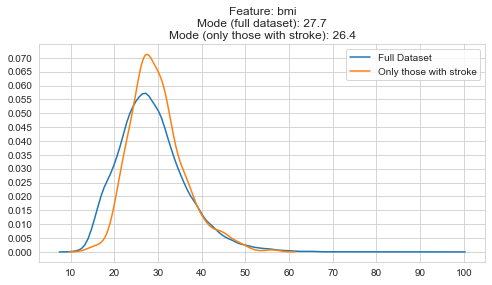 Feature: bmi
Mode (full dataset): 27.7
Mode (only those with stroke): 26.4
Full Dataset
Only those with stroke
0.070
0.065
0.060
0.055
0.050
0.045
0.040
0.035
0.030
0.025
0.020
0.015
0.010
0.005
0.000
10 20 30 40 50 60 70 80 90 100